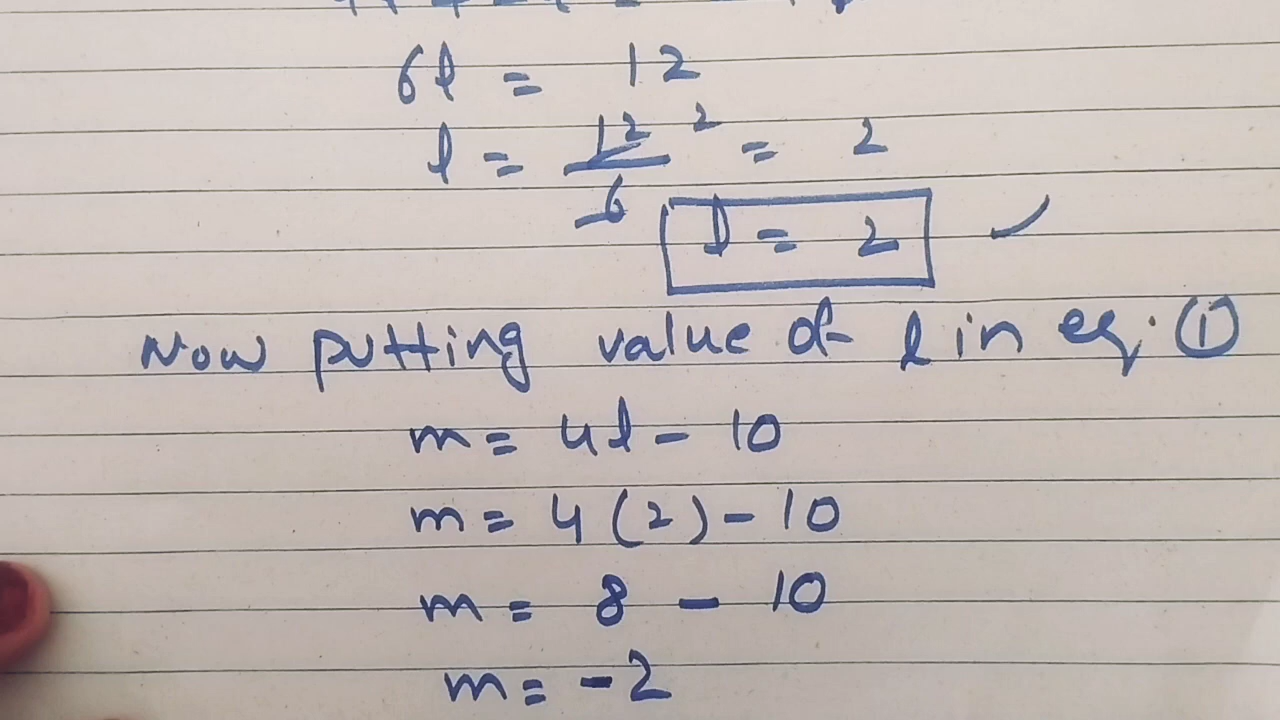 6l = 12
l = 12/6 2 = 2
l = 2 ✓
Now putting value of l in eq. ①
m = 4l - 10
m = 4(2) - 10
m = 8 - 10
m = -2